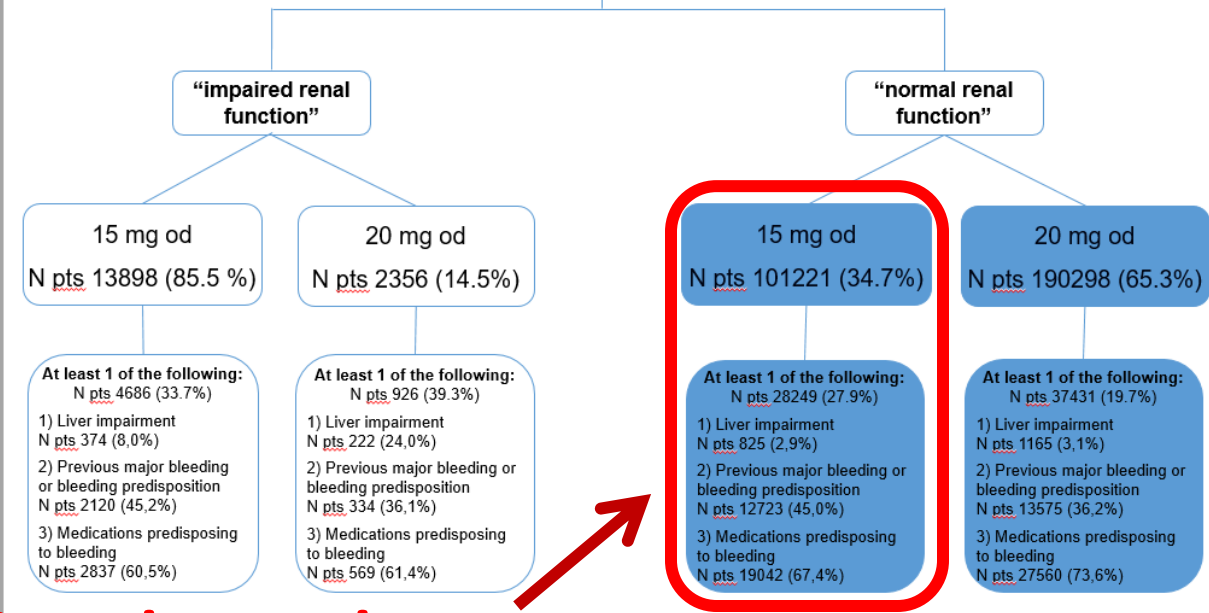 “impaired renal
function”
“normal renal
function”
15 mg od
N pts 13898 (85.5 %)
20 mg od
N pts 2356 (14.5%)
15 mg od
N pts 101221 (34.7%)
20 mg od
N pts 190298 (65.3%)
At least 1 of the following:
N pts 4686 (33.7%)
1) Liver impairment
N pts 374 (8,0%)
2) Previous major bleeding
or bleeding predisposition
N pts 2120 (45,2%)
3) Medications predisposing
to bleeding
N pts 2837 (60,5%)
At least 1 of the following:
N pts 926 (39.3%)
1) Liver impairment
N pts 222 (24,0%)
2) Previous major bleeding or
bleeding predisposition
N pts 334 (36,1%)
3) Medications predisposing
to bleeding
N pts 569 (61,4%)
At least 1 of the following:
N pts 28249 (27.9%)
1) Liver impairment
N pts 825 (2,9%)
2) Previous major bleeding or
bleeding predisposition
N pts 12723 (45,0%)
3) Medications predisposing
to bleeding
N pts 19042 (67,4%)
At least 1 of the following:
N pts 37431 (19.7%)
1) Liver impairment
N pts 1165 (3,1%)
2) Previous major bleeding or
bleeding predisposition
N pts 13575 (36,2%)
3) Medications predisposing
to bleeding
N pts 27560 (73,6%)